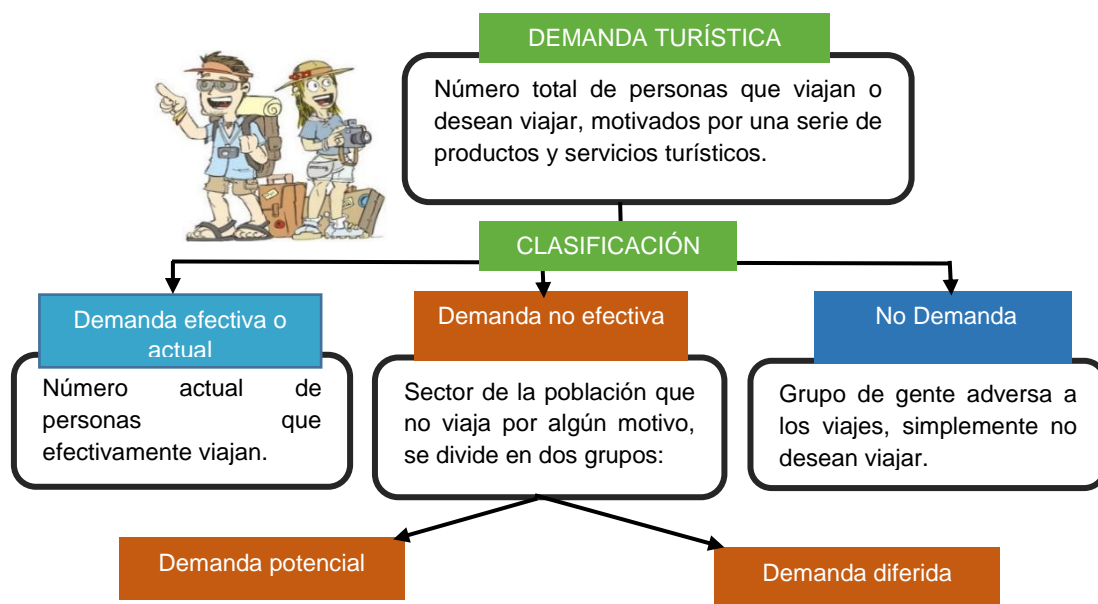 DEMANDA TURÍSTICA
Número total de personas que viajan o
desean viajar, motivados por una serie de
productos y servicios turísticos.
CLASIFICACIÓN
Demanda efectiva o
actual
Número actual de
personas que
efectivamente viajan.
Demanda no efectiva
Sector de la población que
no viaja por algún motivo,
se divide en dos grupos:
No Demanda
Grupo de gente adversa a
los viajes, simplemente no
desean viajar.
Demanda potencial
Demanda diferida